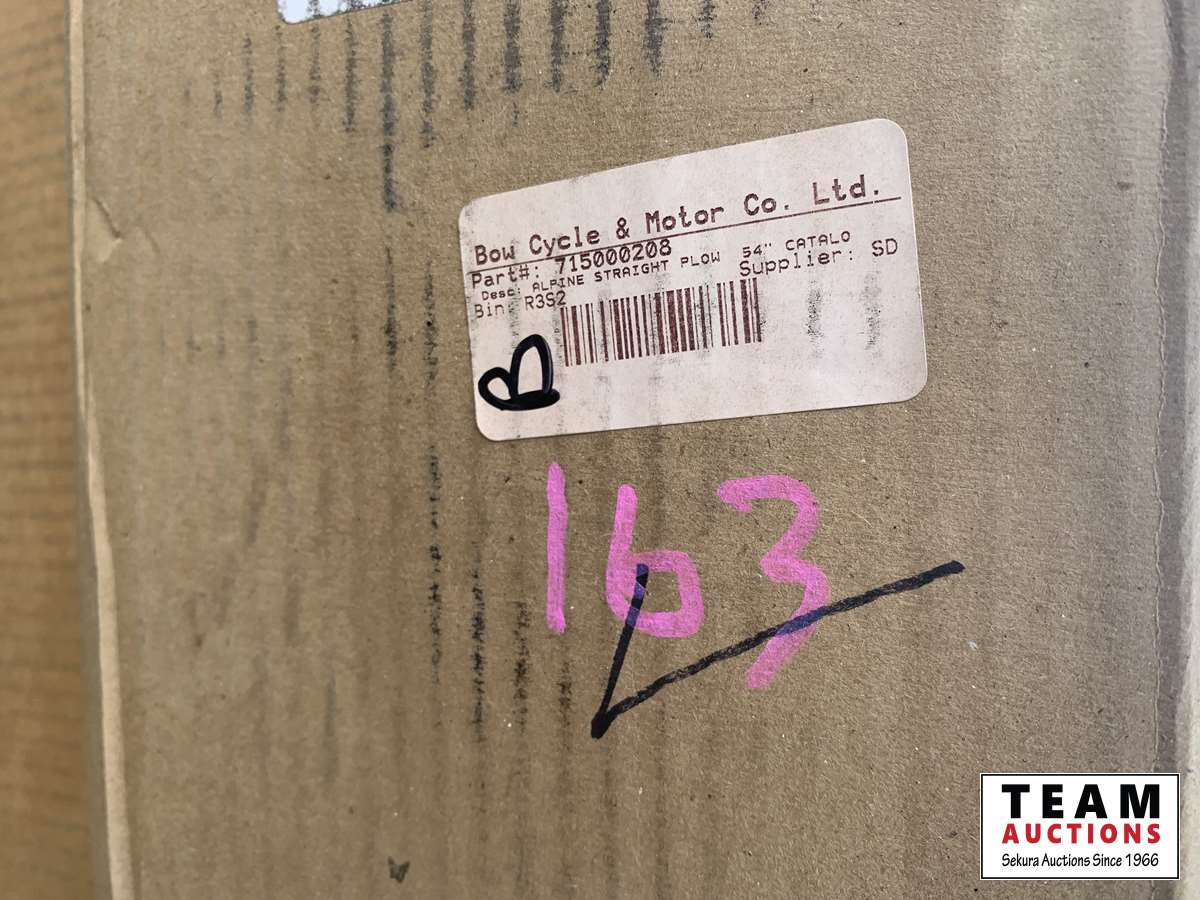 Bow Cycle & Motor Co. Ltd.
Part#: 715000208
Desc: ALPINE STRAIGHT PLOW 54" CATALO
Bin: R3S2 Supplier: SD
B
163
TEAM
AUCTIONS
Sekura Auctions Since 1966